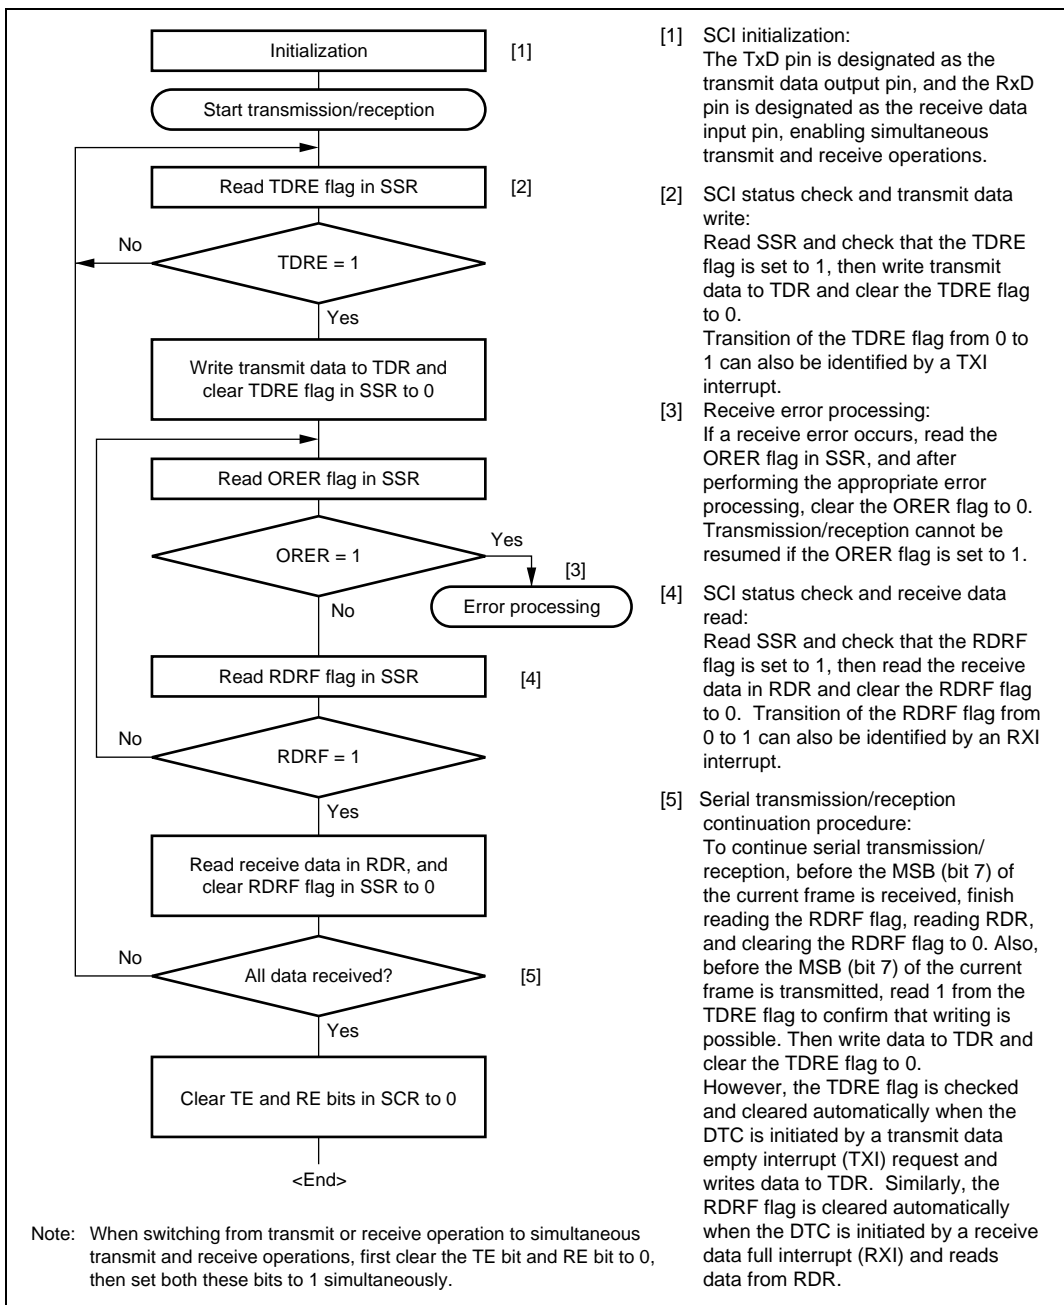 Initialization
[1]
Start transmission/reception
Read TDRE flag in SSR
[2]
No
TDRE = 1
Yes
Write transmit data to TDR and
clear TDRE flag in SSR to 0
Read ORER flag in SSR
ORER = 1
Yes
[3]
Error processing
No
Read RDRF flag in SSR
[4]
No
RDRF = 1
Yes
Read receive data in RDR, and
clear RDRF flag in SSR to 0
No
All data received?
[5]
Yes
Clear TE and RE bits in SCR to 0
<End>
Note: When switching from transmit or receive operation to simultaneous
transmit and receive operations, first clear the TE bit and RE bit to 0,
then set both these bits to 1 simultaneously.
[1] SCI initialization:
The TxD pin is designated as the
transmit data output pin, and the RxD
pin is designated as the receive data
input pin, enabling simultaneous
transmit and receive operations.
[2] SCI status check and transmit data
write:
Read SSR and check that the TDRE
flag is set to 1, then write transmit
data to TDR and clear the TDRE flag
to 0.
Transition of the TDRE flag from 0 to
1 can also be identified by a TXI
interrupt.
[3] Receive error processing:
If a receive error occurs, read the
ORER flag in SSR, and after
performing the appropriate error
processing, clear the ORER flag to 0.
Transmission/reception cannot be
resumed if the ORER flag is set to 1.
[4] SCI status check and receive data
read:
Read SSR and check that the RDRF
flag is set to 1, then read the receive
data in RDR and clear the RDRF flag
to 0. Transition of the RDRF flag from
0 to 1 can also be identified by an RXI
interrupt.
[5] Serial transmission/reception
continuation procedure:
To continue serial transmission/
reception, before the MSB (bit 7) of
the current frame is received, finish
reading the RDRF flag, reading RDR,
and clearing the RDRF flag to 0. Also,
before the MSB (bit 7) of the current
frame is transmitted, read 1 from the
TDRE flag to confirm that writing is
possible. Then write data to TDR and
clear the TDRE flag to 0.
However, the TDRE flag is checked
and cleared automatically when the
DTC is initiated by a transmit data
empty interrupt (TXI) request and
writes data to TDR. Similarly, the
RDRF flag is cleared automatically
when the DTC is initiated by a receive
data full interrupt (RXI) and reads
data from RDR.